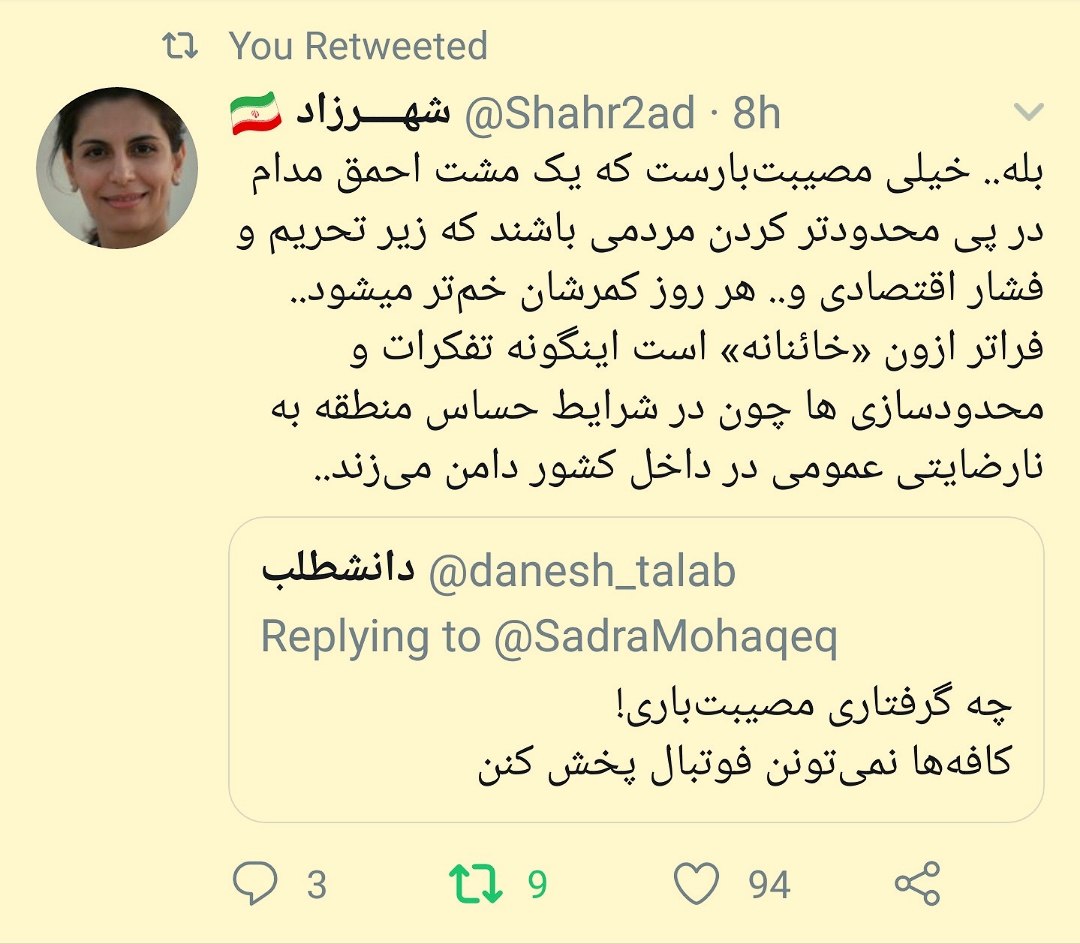 You Retweeted
شهـــرزاد 🇮🇷 @Shahr2ad · 8h
بله.. خیلی مصیبت‌بارست که یک مشت احمق مدام
در پی محدودتر کردن مردمی باشند که زیر تحریم و
فشار اقتصادی و.. هر روز کمرشان خم‌تر میشود..
فراتر ازون «خائنانه» است اینگونه تفکرات و
محدودسازی ها چون در شرایط حساس منطقه به
نارضایتی عمومی در داخل کشور دامن می‌زند..
دانشطلب @danesh_talab
Replying to @SadraMohaqeq
چه گرفتاری مصیبت‌باری!
کافه‌ها نمی‌تونن فوتبال پخش کنن
3 9 94